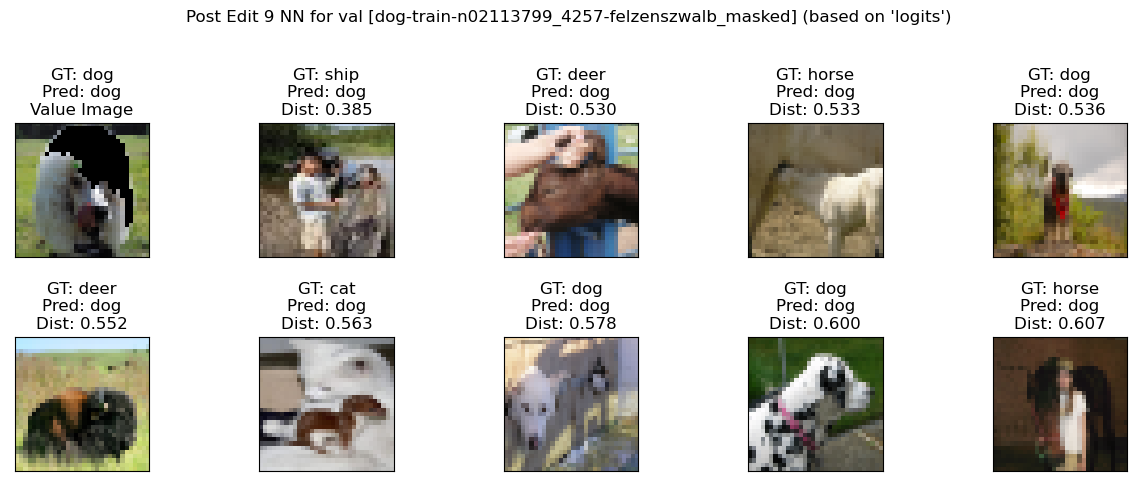 Post Edit 9 NN for val [dog-train-n02113799_4257-felzenszwalb_masked] (based on 'logits')
GT: dog
Pred: dog
Value Image
GT: ship
Pred: dog
Dist: 0.385
GT: deer
Pred: dog
Dist: 0.530
GT: horse
Pred: dog
Dist: 0.533
GT: dog
Pred: dog
Dist: 0.536
GT: deer
Pred: dog
Dist: 0.552
GT: cat
Pred: dog
Dist: 0.563
GT: dog
Pred: dog
Dist: 0.578
GT: dog
Pred: dog
Dist: 0.600
GT: horse
Pred: dog
Dist: 0.607